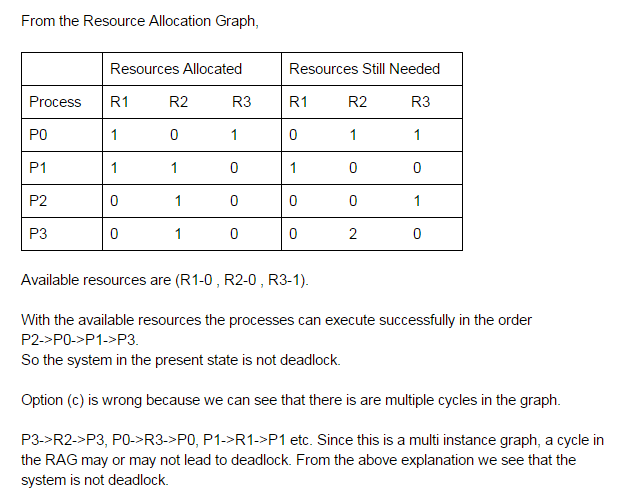 From the Resource Allocation Graph,
Resources Allocated Resources Still Needed
Process R1 R2 R3 R1 R2 R3
P0 1 0 1 0 1 1
P1 1 1 0 1 0 0
P2 0 1 0 0 0 1
P3 0 1 0 0 2 0
Available resources are (R1-0 , R2-0 , R3-1).
With the available resources the processes can execute successfully in the order
P2->P0->P1->P3.
So the system in the present state is not deadlock.
Option (c) is wrong because we can see that there is are multiple cycles in the graph.
P3->R2->P3, P0->R3->P0, P1->R1->P1 etc. Since this is a multi instance graph, a cycle in
the RAG may or may not lead to deadlock. From the above explanation we see that the
system is not deadlock.